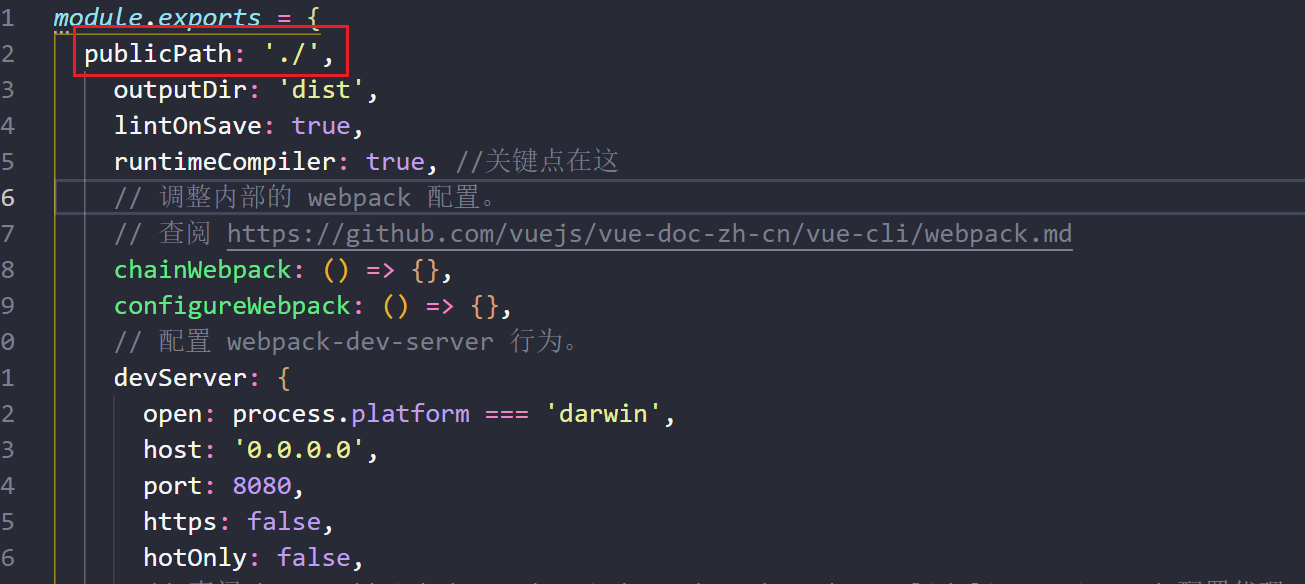 1 module.exports = {
2 publicPath: './',
3 outputDir: 'dist',
4 lintOnSave: true,
5 runtimeCompiler: true, //关键点在这
6 // 调整内部的 webpack 配置。
7 // 查阅 https://github.com/vuejs/vue-doc-zh-cn/vue-cli/webpack.md
8 chainWebpack: () => {},
9 configureWebpack: () => {},
0 // 配置 webpack-dev-server 行为。
1 devServer: {
2 open: process.platform === 'darwin',
3 host: '0.0.0.0',
4 port: 8080,
5 https: false,
6 hotOnly: false,